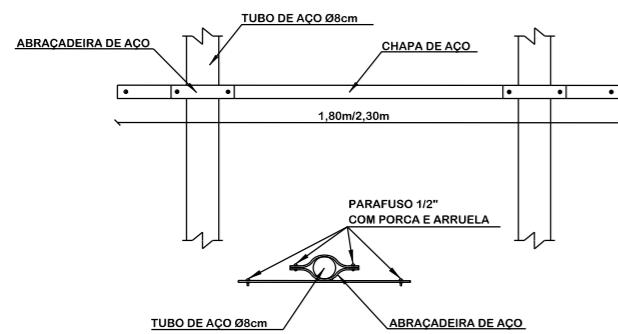 TUBO DE AÇO Ø8cm
ABRAÇADEIRA DE AÇO
CHAPA DE AÇO
1,80m/2,30m
PARAFUSO 1/2"
COM PORCA E ARRUELA
TUBO DE AÇO Ø8cm
ABRAÇADEIRA DE AÇO